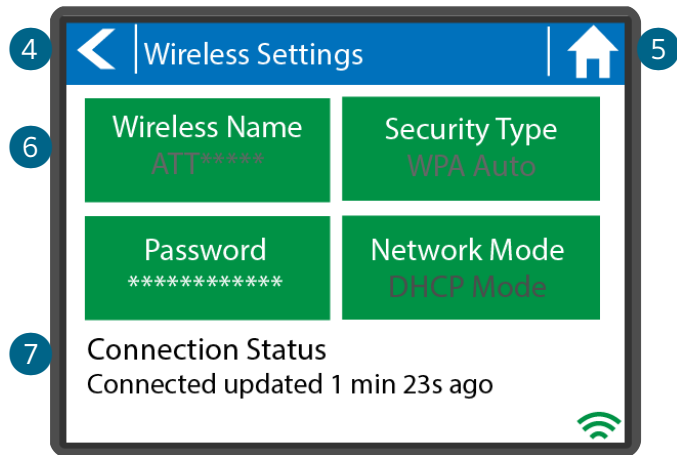 4
Wireless Settings
5
6
Wireless Name
ATT*****
Security Type
WPA Auto
Password
************
Network Mode
DHCP Mode
7
Connection Status
Connected updated 1 min 23s ago